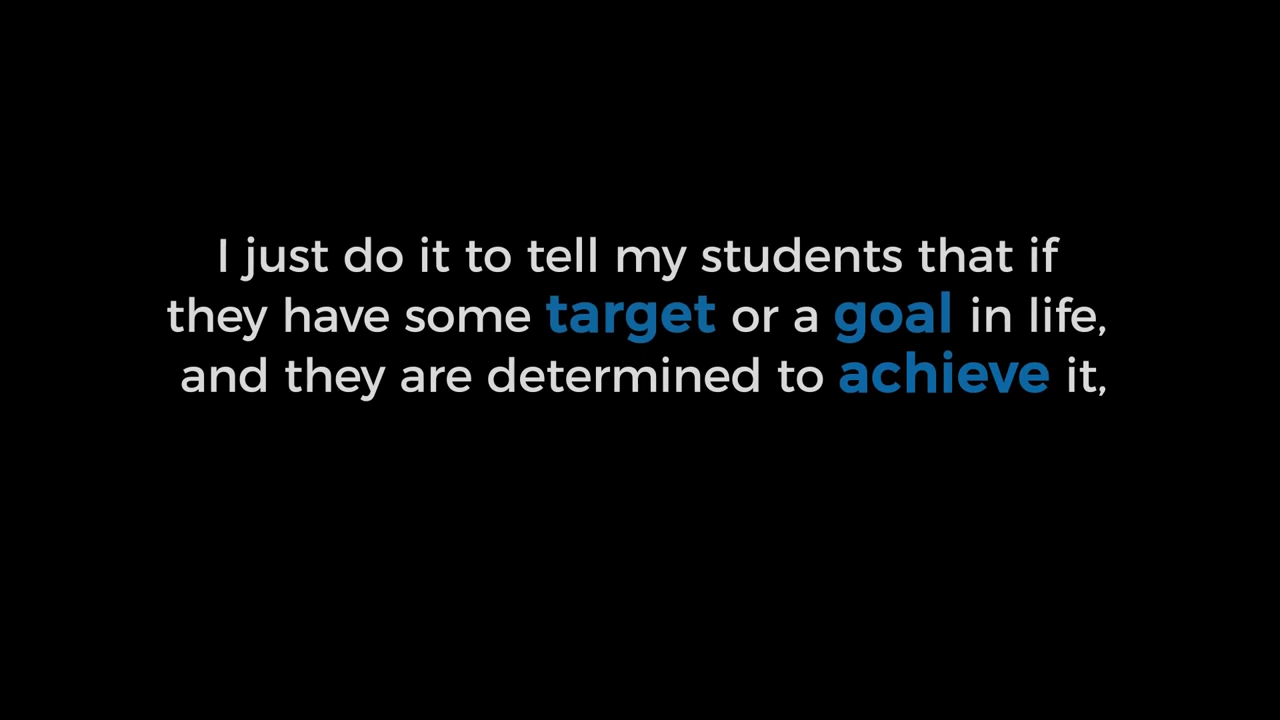 I just do it to tell my students that if
they have some target or a goal in life,
and they are determined to achieve it,